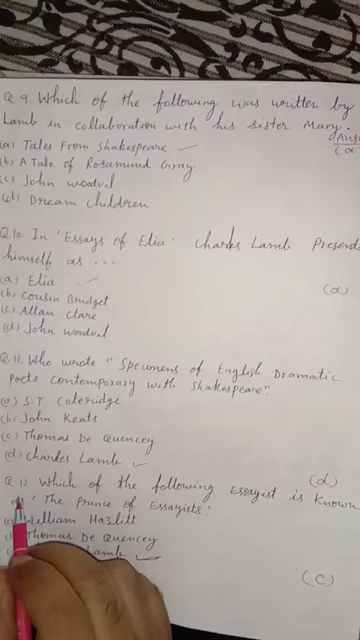 Q 9 Which of the following was written by
Lamb in collaboration with his sister Mary.
(a) Tales From Shakespeare
(b) A Tale of Rosamund Gray
(c) John Woodvil
(d) Dream Children
(a
Q 10. In 'Essays of Elia' Charles Lamb Presents
himself as ...
(a) Elia
(b) Cousin Bridget
(c) Allan Clare
(d) John Woodvil
(a)
Q.11. Who wrote "Specimens of English Dramatic
Poets Contemporary with Shakespeare"
(a) S.T Coleridge
(b) John Keats
(c) Thomas De Quencey
(d) Charles Lamb
(d)
Q 12 Which of the following Essayist is Known
as 'The Prince of Essayists:
William Hazlitt
Thomas De Quencey
Lamb
(C)